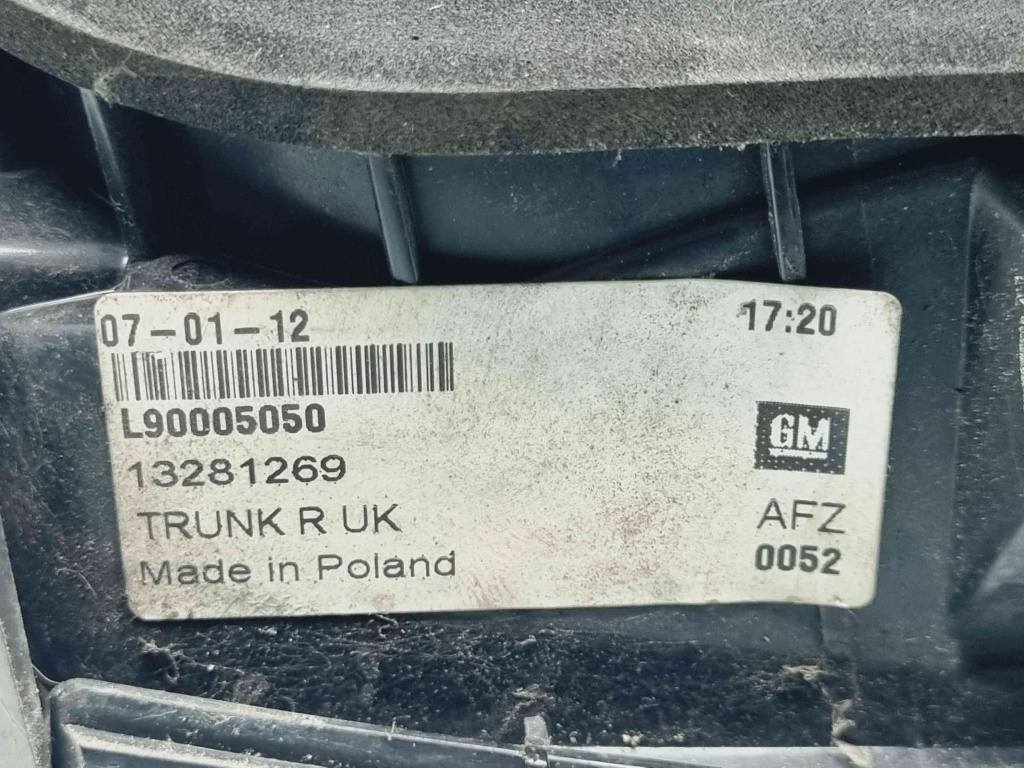 07-01-12 17:20
L90005050
13281269
GM
TRUNK R UK
AFZ
Made in Poland
0052